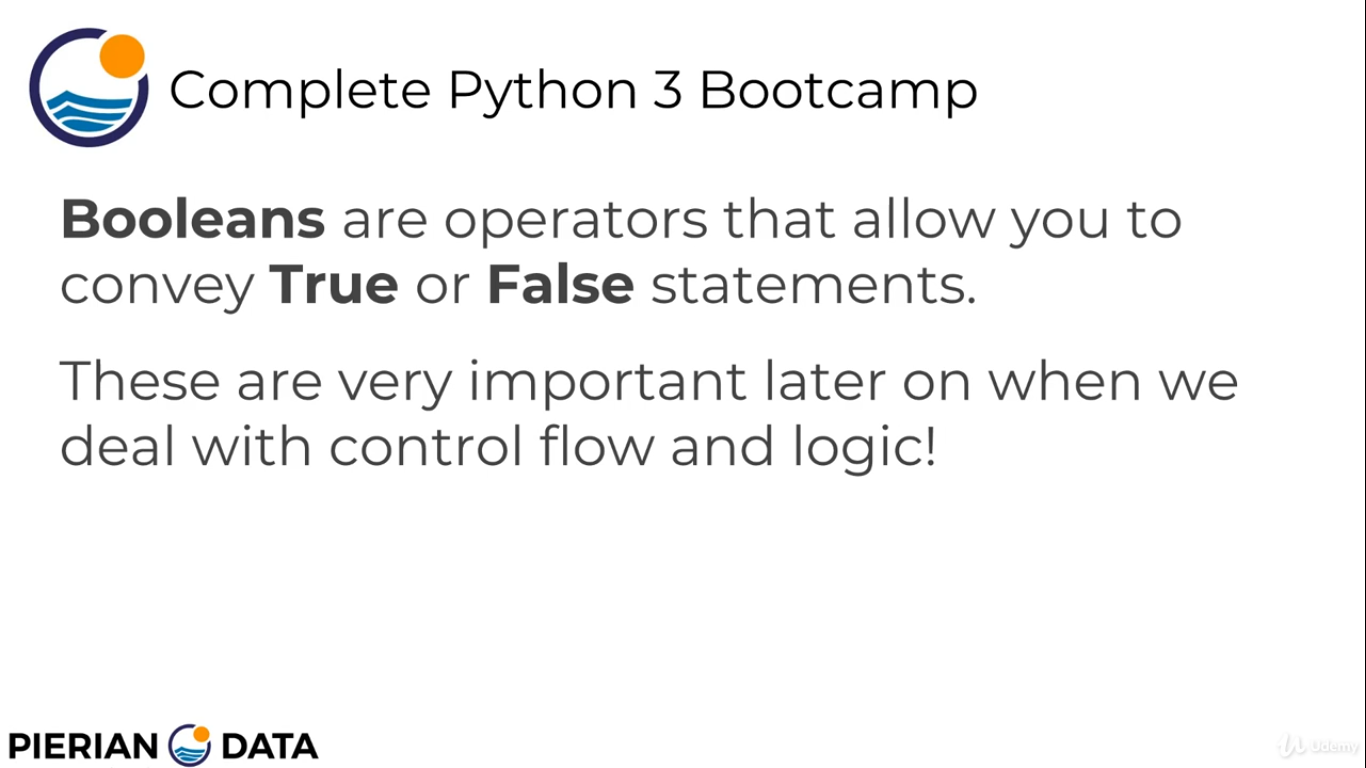 Complete Python 3 Bootcamp
Booleans are operators that allow you to
convey True or False statements.
These are very important later on when we
deal with control flow and logic!
PIERIAN DATA
Udemy